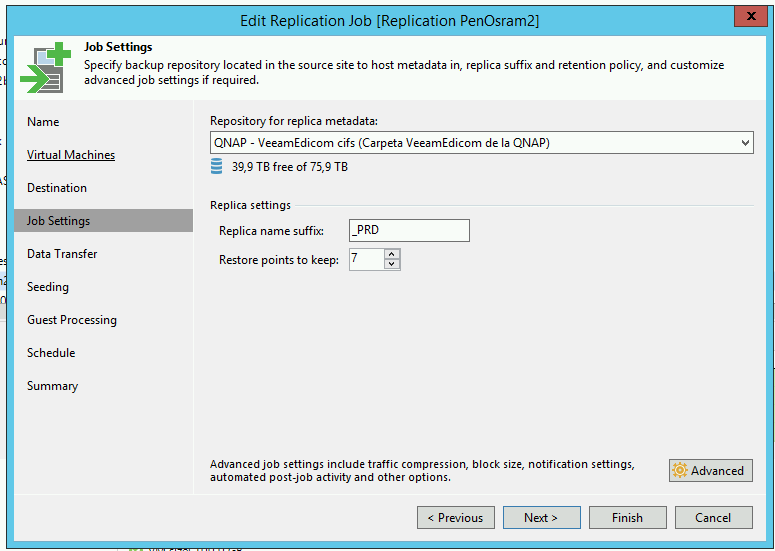 Edit Replication Job [Replication PenOsram2]
x
Job Settings
Specify backup repository located in the source site to host metadata in, replica suffix and retention policy, and customize
advanced job settings if required.
Name
Virtual Machines
Destination
Job Settings
Data Transfer
Seeding
Guest Processing
Schedule
Summary
Repository for replica metadata:
QNAP - VeeamEdicom cifs (Carpeta VeeamEdicom de la QNAP)
39,9 TB free of 75,9 TB
Replica settings
Replica name suffix:
_PRD
Restore points to keep:
7
Advanced job settings include traffic compression, block size, notification settings,
automated post-job activity and other options.
Advanced
< Previous
Next >
Finish
Cancel